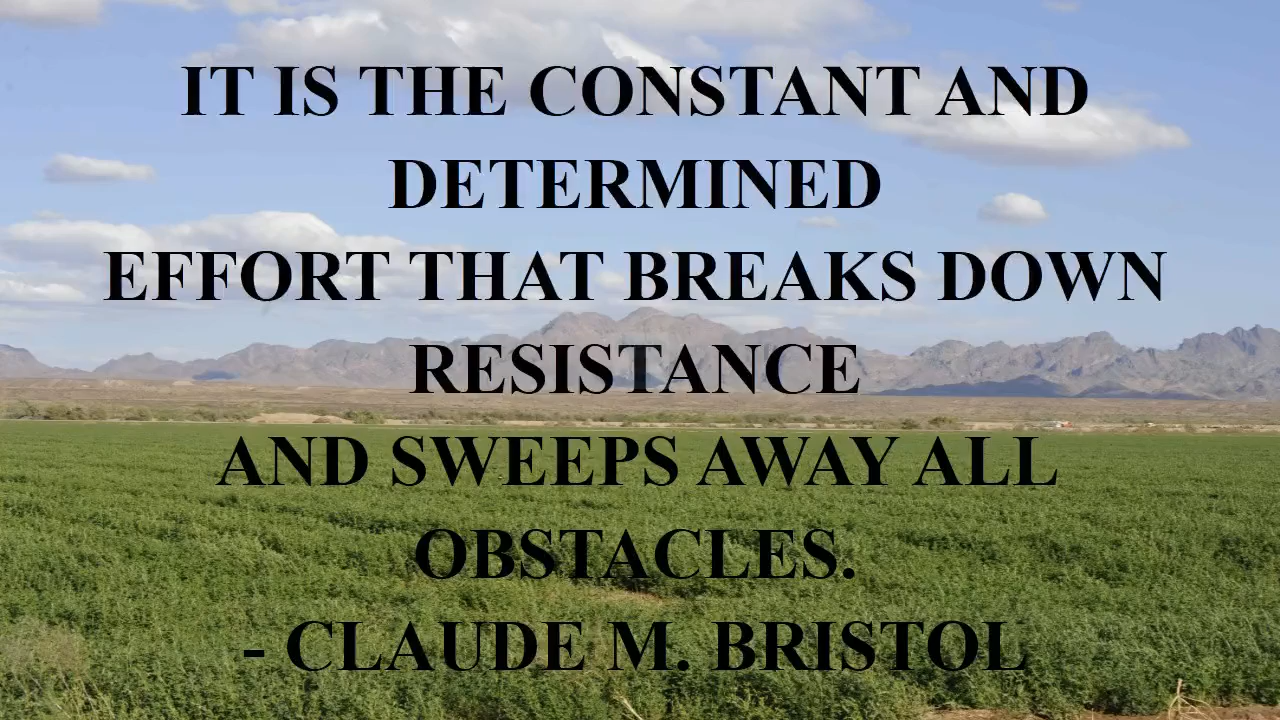 IT IS THE CONSTANT AND
DETERMINED
EFFORT THAT BREAKS DOWN
RESISTANCE
AND SWEEPS AWAY ALL
OBSTACLES.
- CLAUDE M. BRISTOL